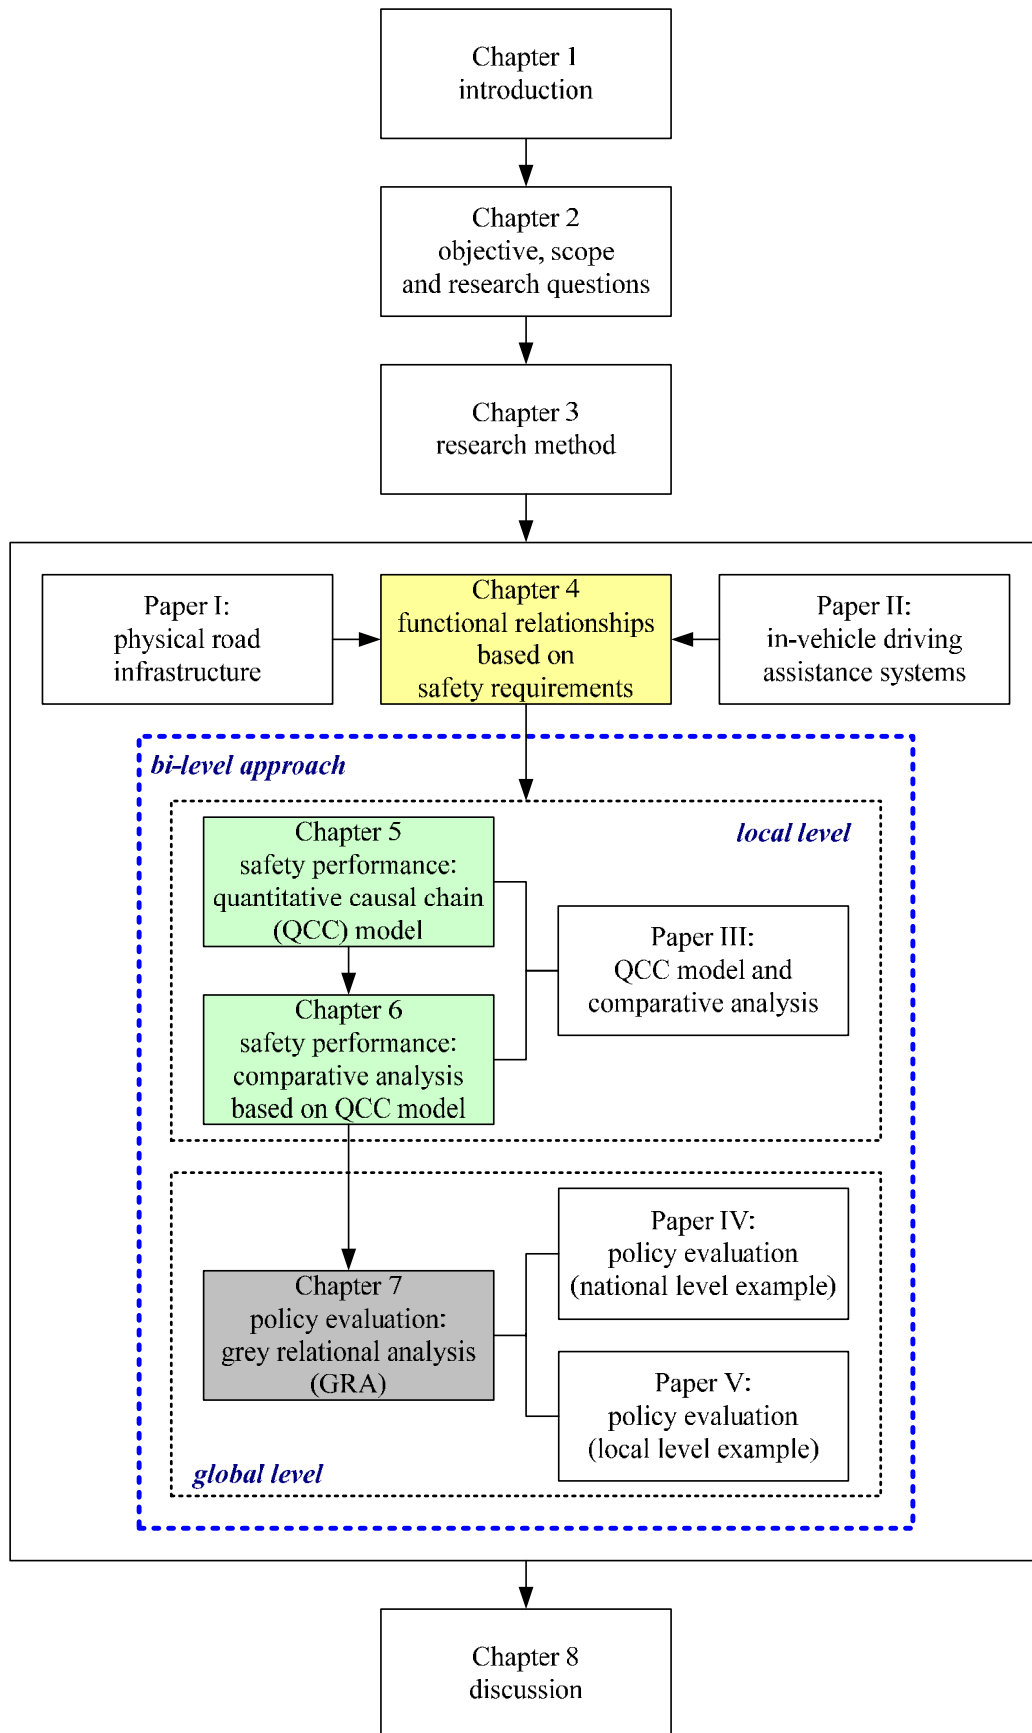 Chapter 1
introduction
Chapter 2
objective, scope
and research questions
Chapter 3
research method
Paper I:
physical road
infrastructure
Chapter 4
functional relationships
based on
safety requirements
Paper II:
in-vehicle driving
assistance systems
bi-level approach
local level
Chapter 5
safety performance:
quantitative causal chain
(QCC) model
Paper III:
QCC model and
comparative analysis
Chapter 6
safety performance:
comparative analysis
based on QCC model
Paper IV:
policy evaluation
(national level example)
Chapter 7
policy evaluation:
grey relational analysis
(GRA)
Paper V:
policy evaluation
(local level example)
global level
Chapter 8
discussion